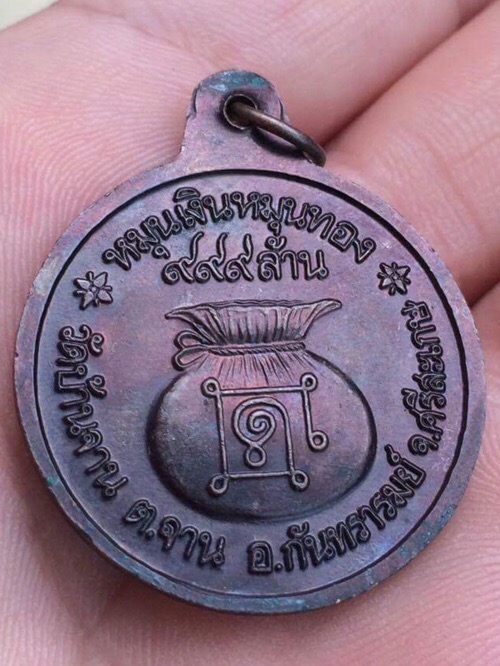 หมุนเงินหมุนทอง
๙๙๙ล้าน
วัดบ้านจาน ต.จาน อ.กันทรารมย์ จ.ศรีสะเกษ